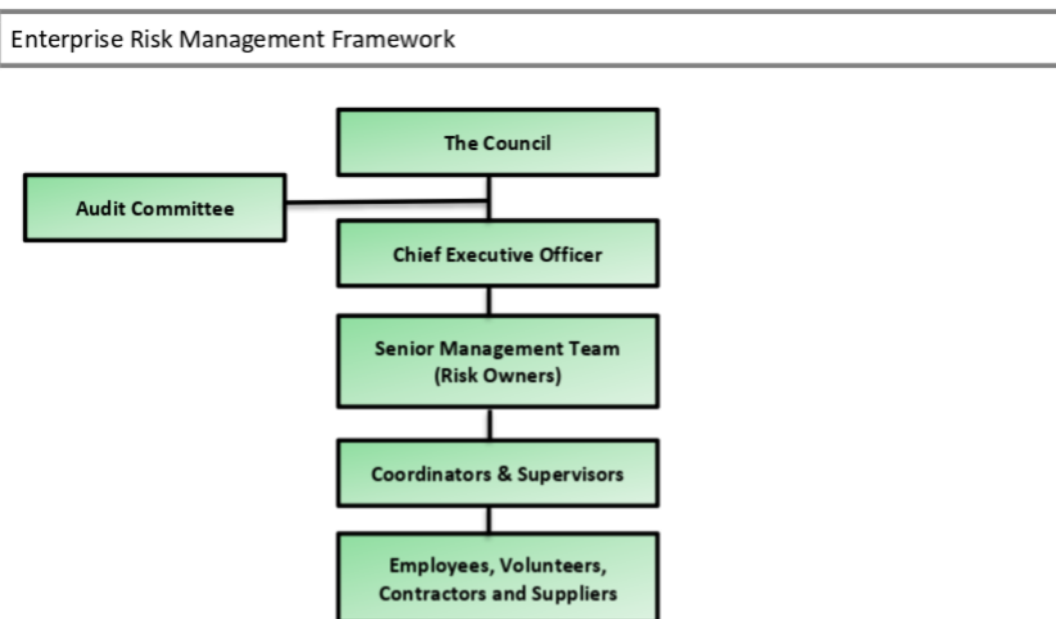 Enterprise Risk Management Framework
The Council
Audit Committee
Chief Executive Officer
Senior Management Team
(Risk Owners)
Coordinators & Supervisors
Employees, Volunteers,
Contractors and Suppliers